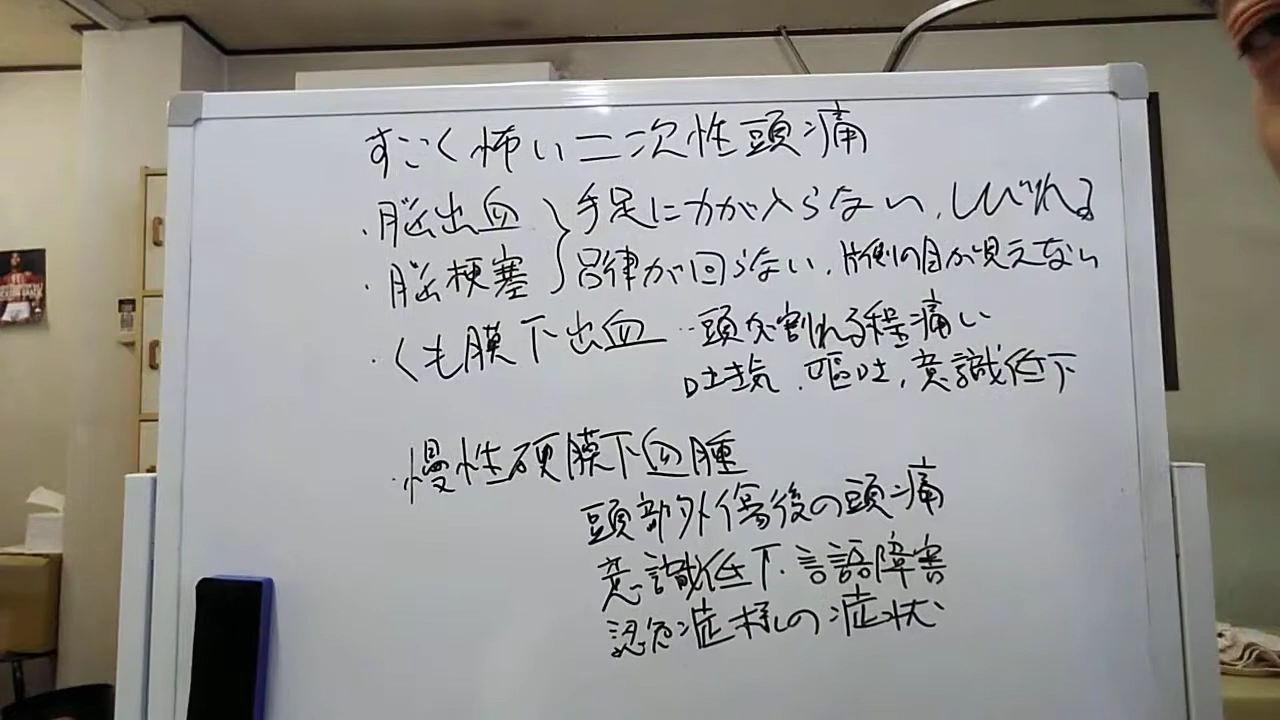 すごく怖い二次性頭痛
・脳出血 } 手足に力が入らない、しびれる
・脳梗塞 } 呂律が回らない、片側の目が見えない
・くも膜下出血 … 頭が割れる程痛い
吐き気、嘔吐、意識低下
・慢性硬膜下血腫
頭部外傷後の頭痛
意識低下、言語障害
認知症様の症状